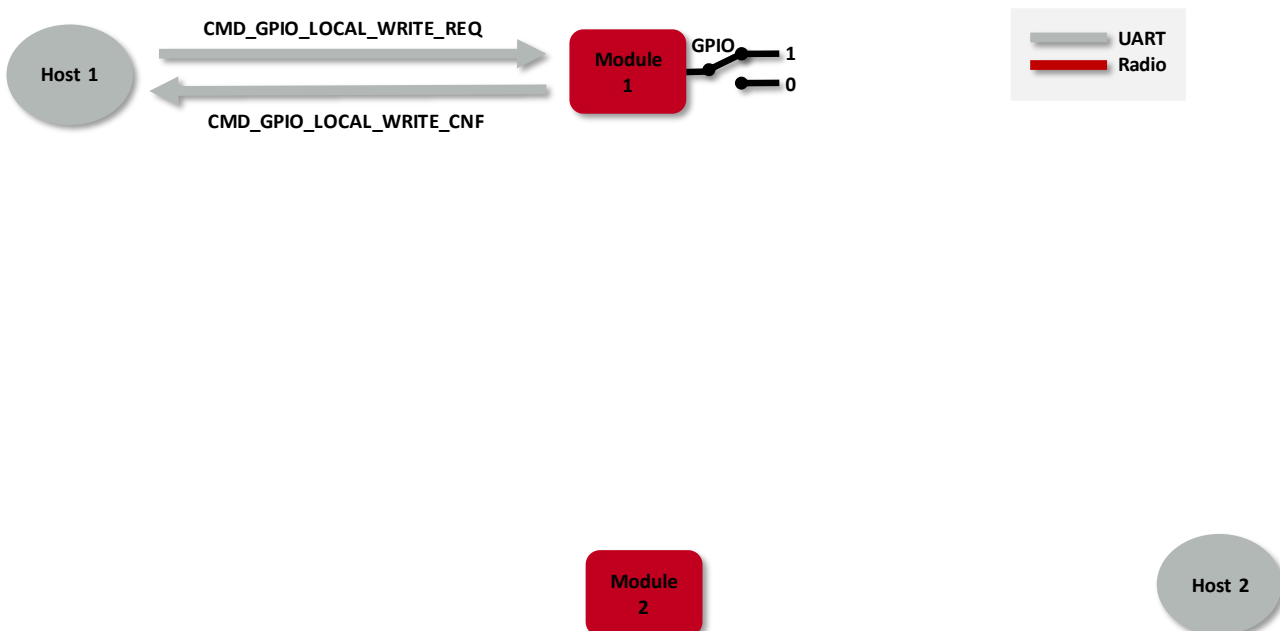 CMD_GPIO_LOCAL_WRITE_REQ
Host 1
CMD_GPIO_LOCAL_WRITE_CNF
Module
1
GPIO
1
0
UART
Radio
Module
2
Host 2